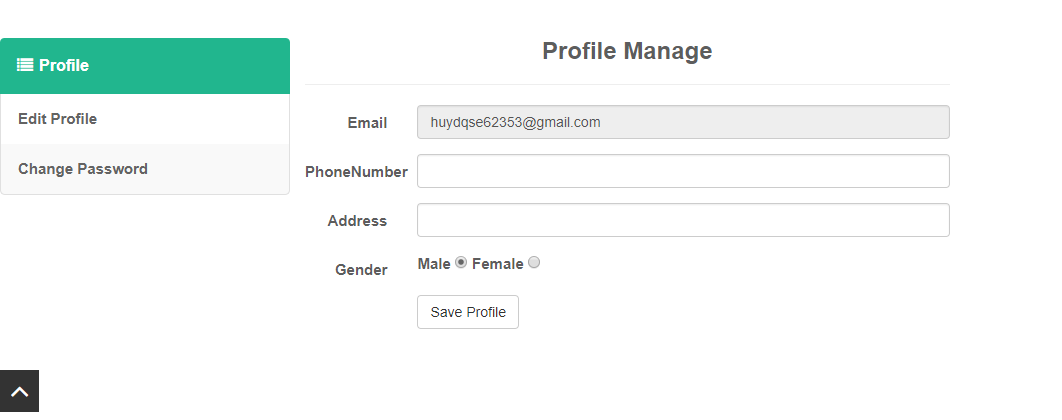 Profile
Edit Profile
Change Password
Profile Manage
Email huydqse62353@gmail.com
PhoneNumber
Address
Gender Male Female
Save Profile